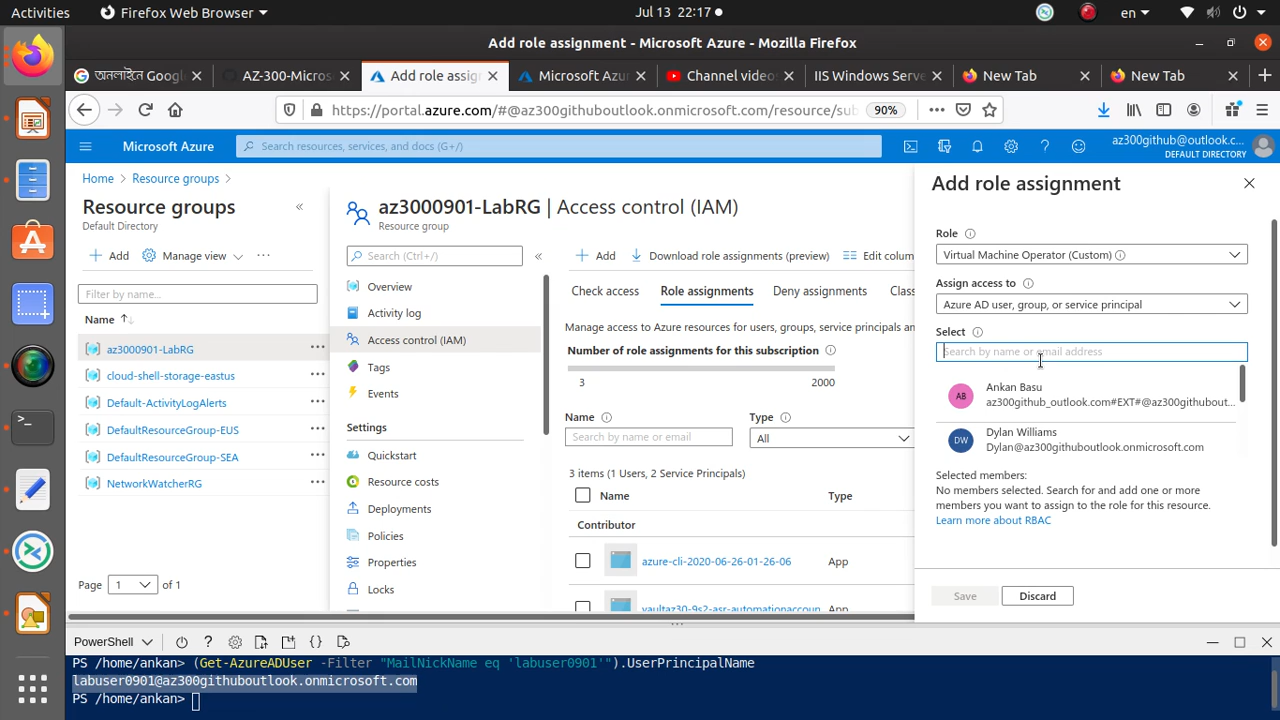 Activities
Firefox Web Browser
Jul 13 22:17
en
Add role assignment - Microsoft Azure - Mozilla Firefox
অনলাইন Google
AZ-300-Micros
Add role assig
Microsoft Azu
Channel video
IIS Windows Serve
New Tab
New Tab
https://portal.azure.com/#@az300githuboutlook.onmicrosoft.com/resource/sub
90%
Microsoft Azure
Search resources, services, and docs (G+/)
az300github@outlook.c...
DEFAULT DIRECTORY
Home
Resource groups
Resource groups
Default Directory
Add
Manage view
Filter by name...
Name
az3000901-LabRG
cloud-shell-storage-eastus
Default-ActivityLogAlerts
DefaultResourceGroup-EUS
DefaultResourceGroup-SEA
NetworkWatcherRG
Page 1 of 1
az3000901-LabRG | Access control (IAM)
Resource group
Search (Ctrl+/)
Overview
Activity log
Access control (IAM)
Tags
Events
Settings
Quickstart
Resource costs
Deployments
Policies
Properties
Locks
Add
Download role assignments (preview)
Edit colum
Check access
Role assignments
Deny assignments
Class
Manage access to Azure resources for users, groups, service principals an
Number of role assignments for this subscription
3
2000
Name
Type
Search by name or email
All
3 items (1 Users, 2 Service Principals)
Name
Type
Contributor
azure-cli-2020-06-26-01-26-06
App
vaultaz30-9s2-asr-automationaccoun
App
Add role assignment
Role
Virtual Machine Operator (Custom)
Assign access to
Azure AD user, group, or service principal
Select
Search by name or email address
AB
Ankan Basu
az300github_outlook.com#EXT#@az300githubout...
DW
Dylan Williams
Dylan@az300githuboutlook.onmicrosoft.com
Selected members:
No members selected. Search for and add one or more
members you want to assign to the role for this resource.
Learn more about RBAC
Save
Discard
PowerShell
PS /home/ankan> (Get-AzureADUser -Filter "MailNickName eq 'labuser0901'").UserPrincipalName
labuser0901@az300githuboutlook.onmicrosoft.com
PS /home/ankan>